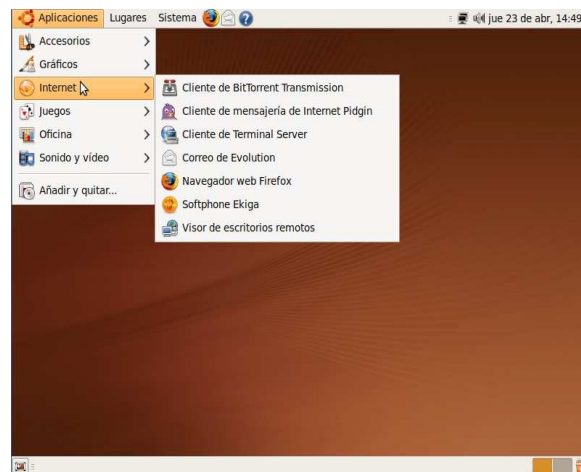 Aplicaciones Lugares Sistema jue 23 de abr, 14:49
Accesorios
Gráficos
Internet
Juegos
Oficina
Sonido y vídeo
Añadir y quitar...
Cliente de BitTorrent Transmission
Cliente de mensajería de Internet Pidgin
Cliente de Terminal Server
Correo de Evolution
Navegador web Firefox
Softphone Ekiga
Visor de escritorios remotos